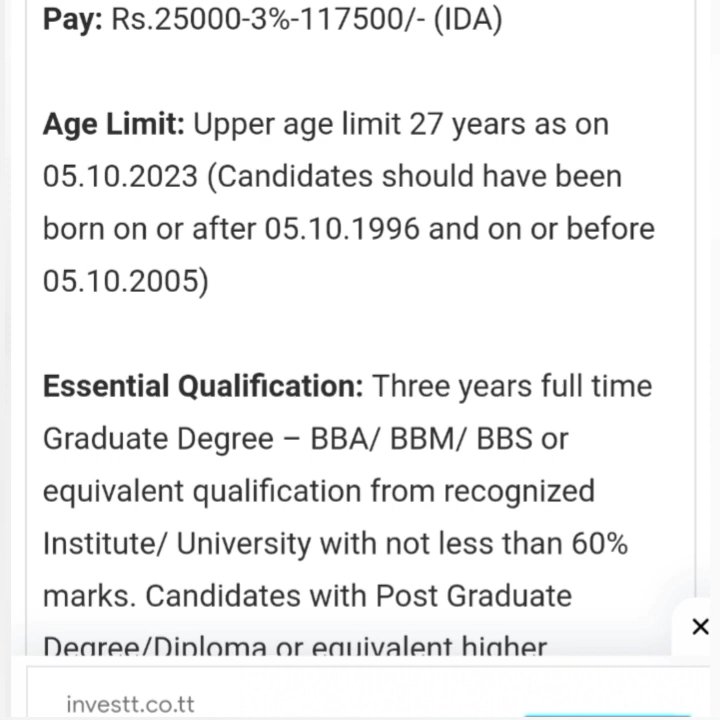 Pay: Rs.25000-3%-117500/- (IDA)
Age Limit: Upper age limit 27 years as on
05.10.2023 (Candidates should have been
born on or after 05.10.1996 and on or before
05.10.2005)
Essential Qualification: Three years full time
Graduate Degree – BBA/ BBM/ BBS or
equivalent qualification from recognized
Institute/ University with not less than 60%
marks. Candidates with Post Graduate
Degree/Diploma or equivalent higher
investt.co.tt